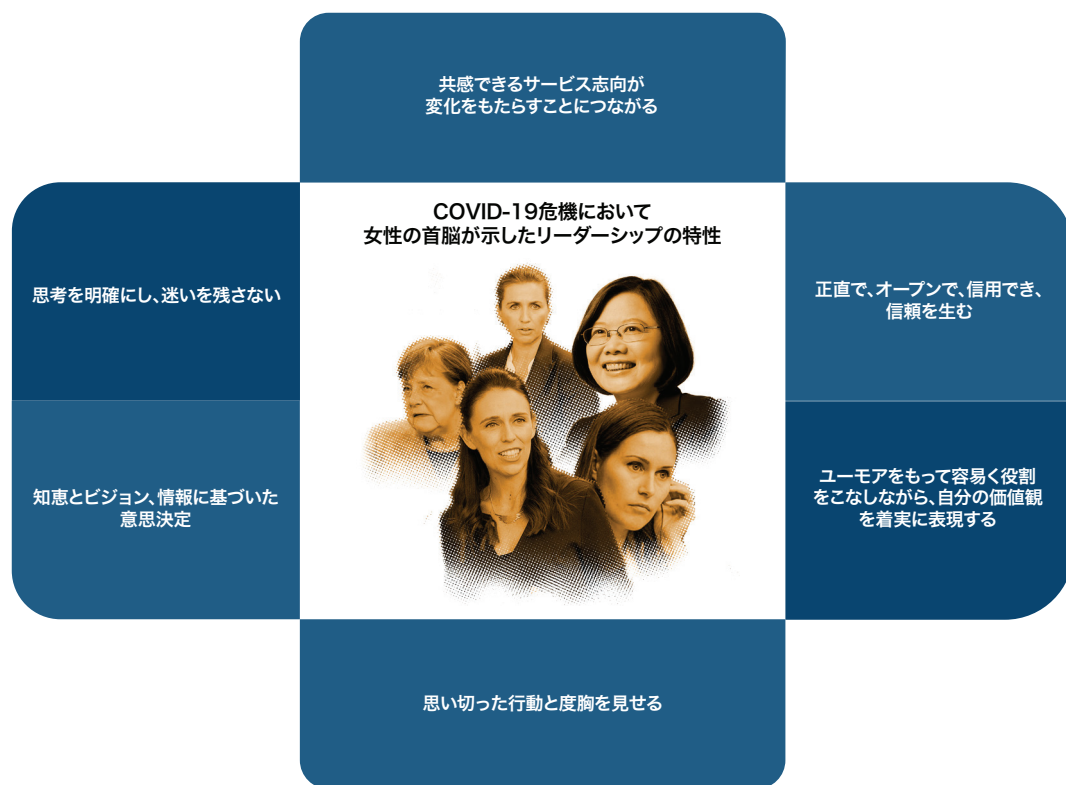 共感できるサービス志向が
変化をもたらすことにつながる
COVID-19危機において
女性の首脳が示したリーダーシップの特性
思考を明確にし、迷いを残さない
正直で、オープンで、信用でき、
信頼を生む
知恵とビジョン、情報に基づいた
意思決定
ユーモアをもって容易く役割
をこなしながら、自分の価値観
を着実に表現する
思い切った行動と度胸を見せる